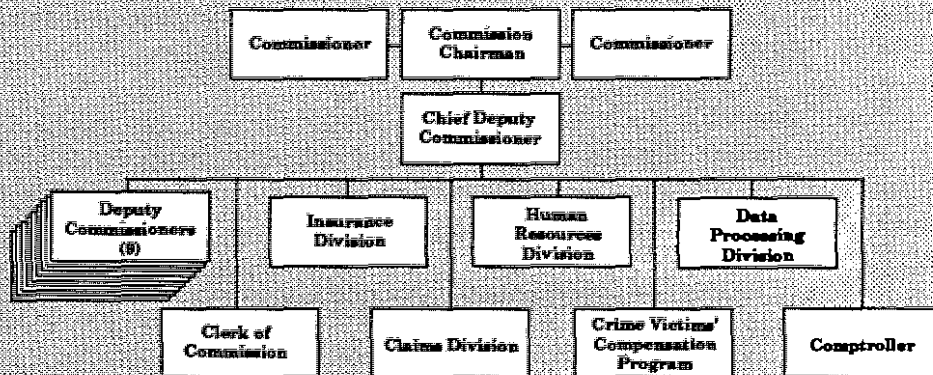 Commissioner
Commission
Chairman
Commissioner
Chief Deputy
Commissioner
Deputy
Commissioners
(9)
Insurance
Division
Human
Resources
Division
Data
Processing
Division
Clerk of
Commission
Claims Division
Crime Victims'
Compensation
Program
Comptroller